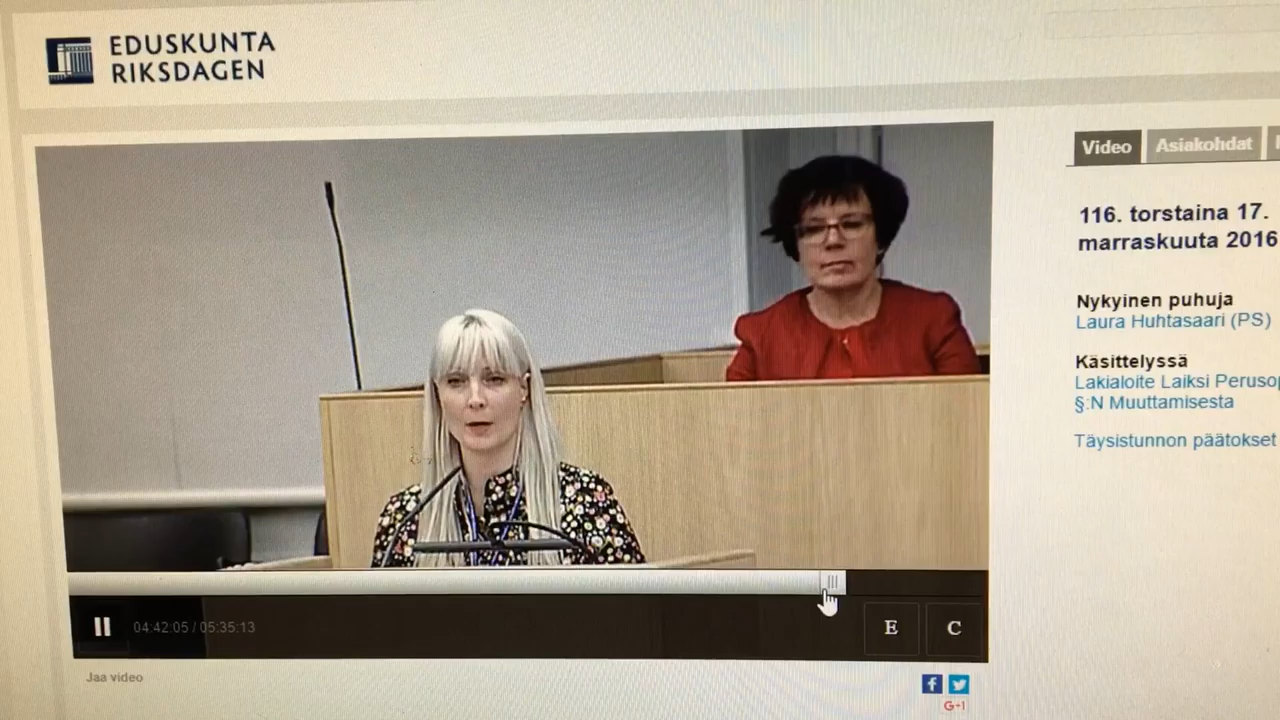 EDUSKUNTA
RIKSDAGEN
Video
Asiakohdat
116. torstaina 17.
marraskuuta 2016
Nykyinen puhuja
Laura Huhtasaari (PS)
Käsittelyssä
Lakialoite Laiksi
§:N Muuttamisesta
Täysistunnon päätökset
04:42:05 / 05:35:13
E
C
Jaa video
G+1